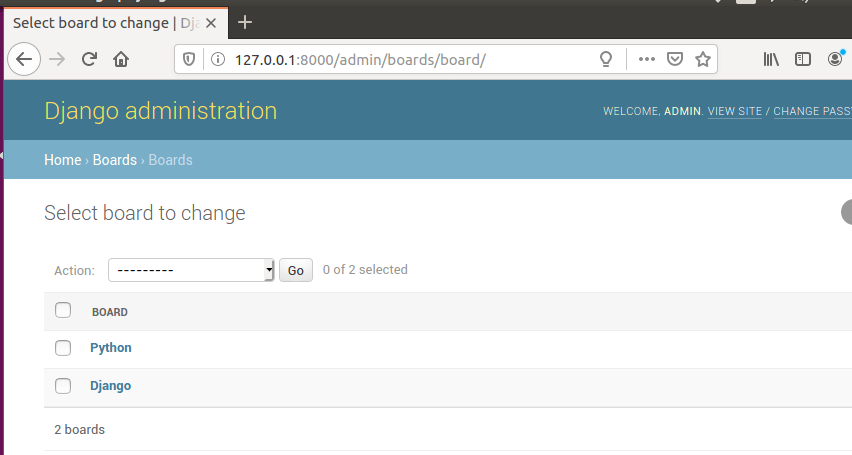 Select board to change | Dja
127.0.0.1:8000/admin/boards/board/
Django administration
WELCOME, ADMIN. VIEW SITE / CHANGE PASS
Home › Boards › Boards
Select board to change
Action: --------- Go 0 of 2 selected
BOARD
Python
Django
2 boards